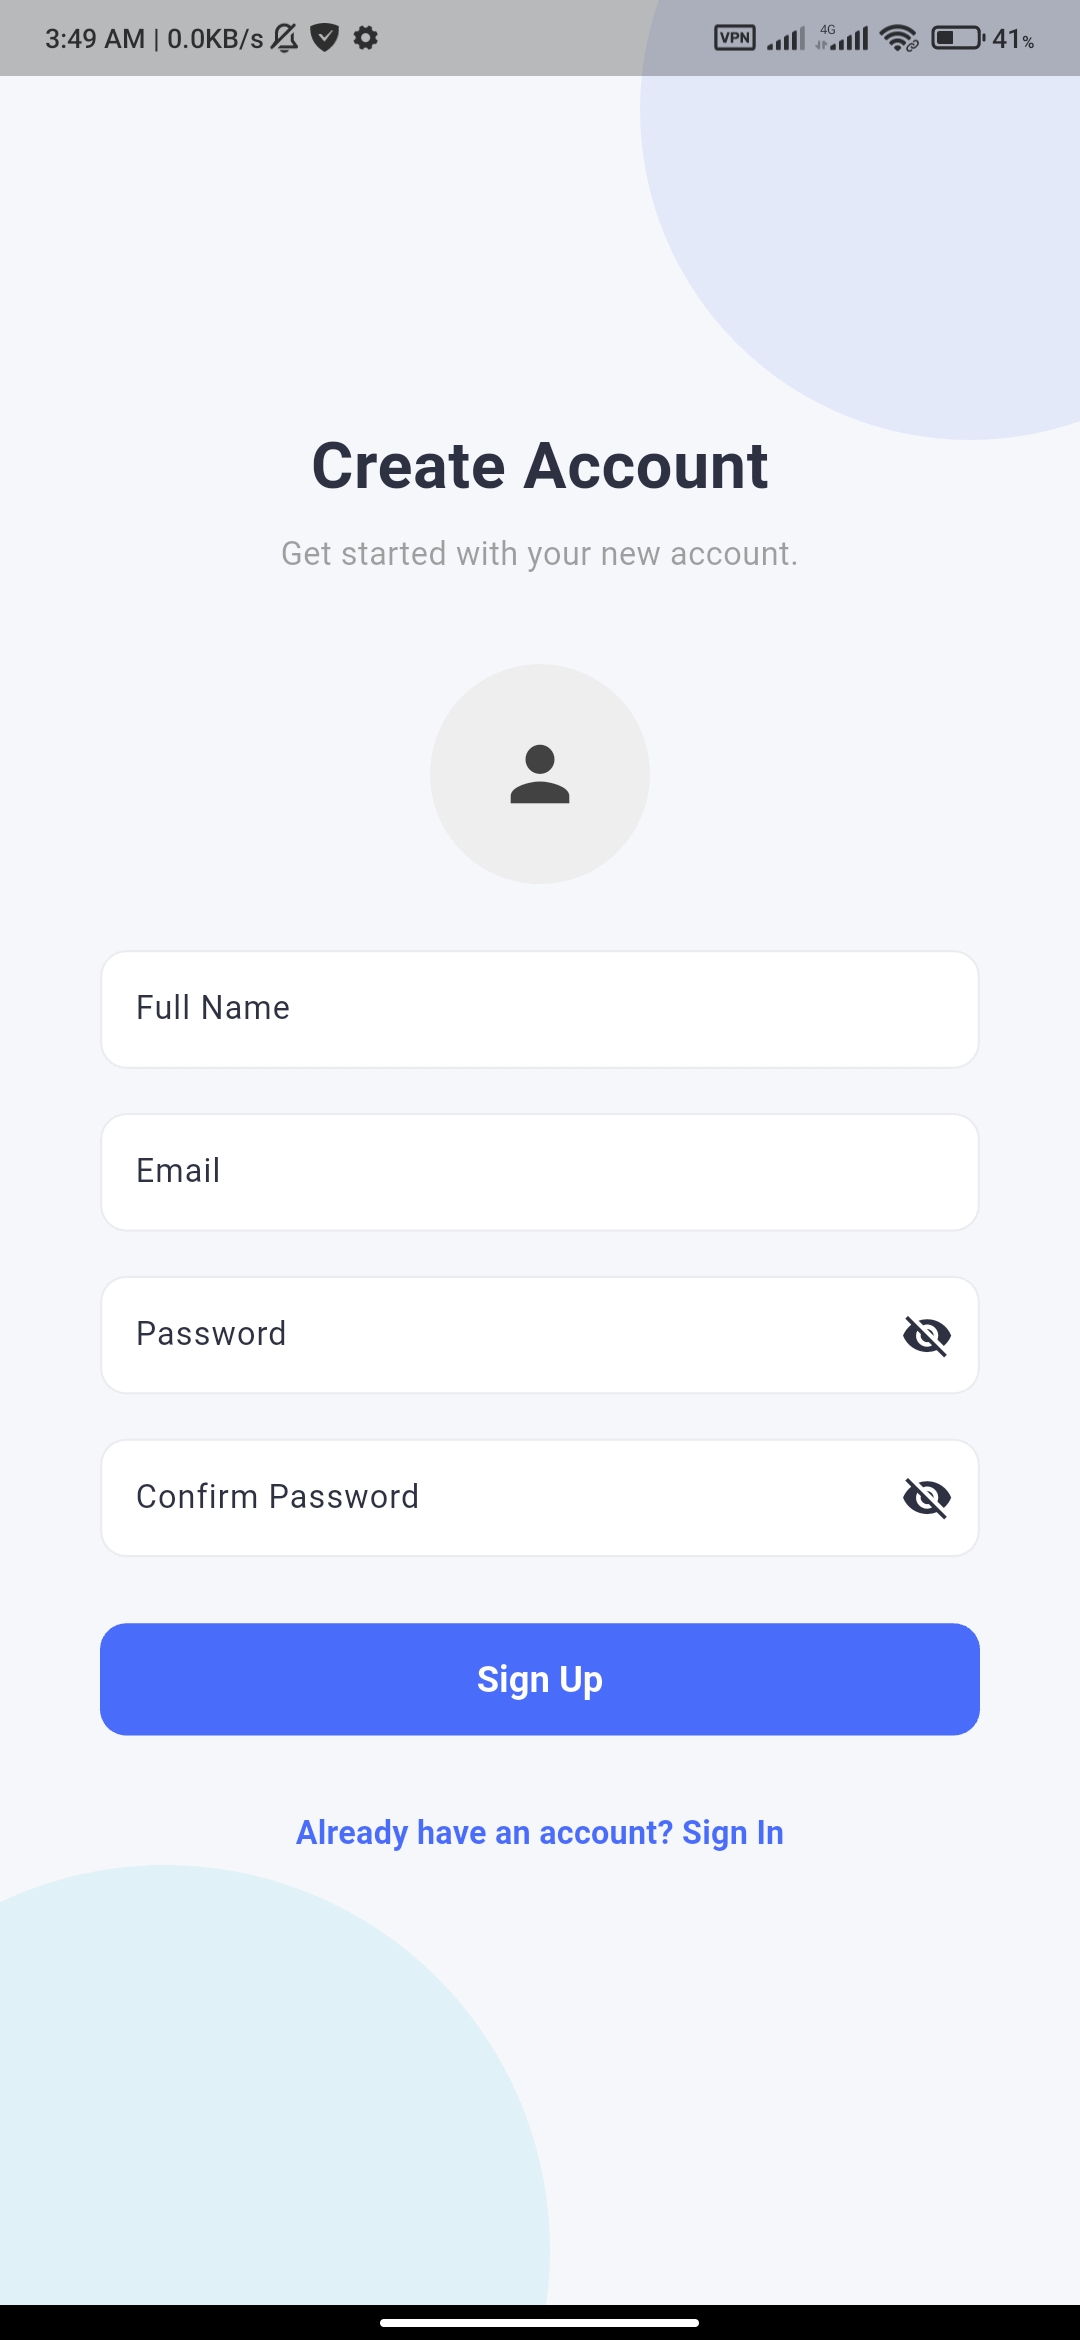 3:49 AM | 0.0KB/s VPN 4G 41%
Create Account
Get started with your new account.
Full Name
Email
Password
Confirm Password
Sign Up
Already have an account? Sign In